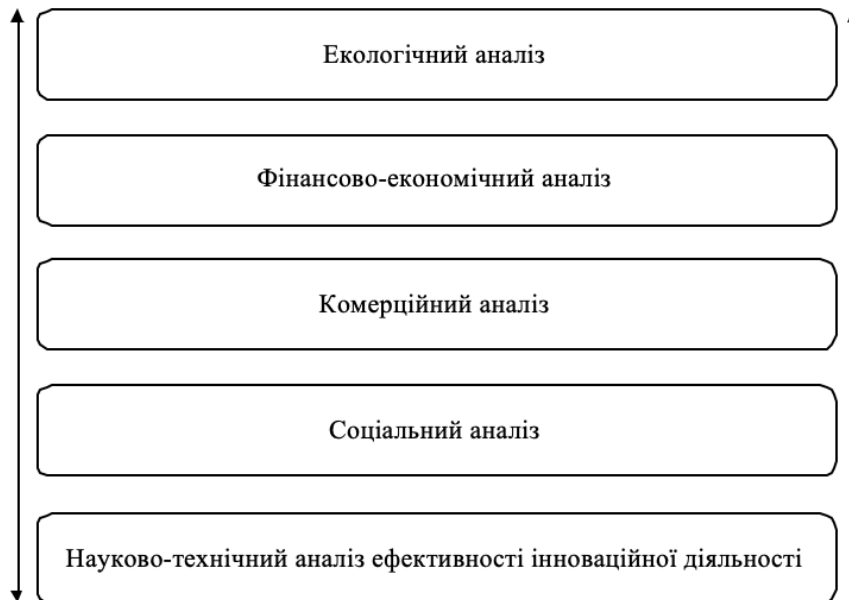 Екологічний аналіз
Фінансово-економічний аналіз
Комерційний аналіз
Соціальний аналіз
Науково-технічний аналіз ефективності інноваційної діяльності